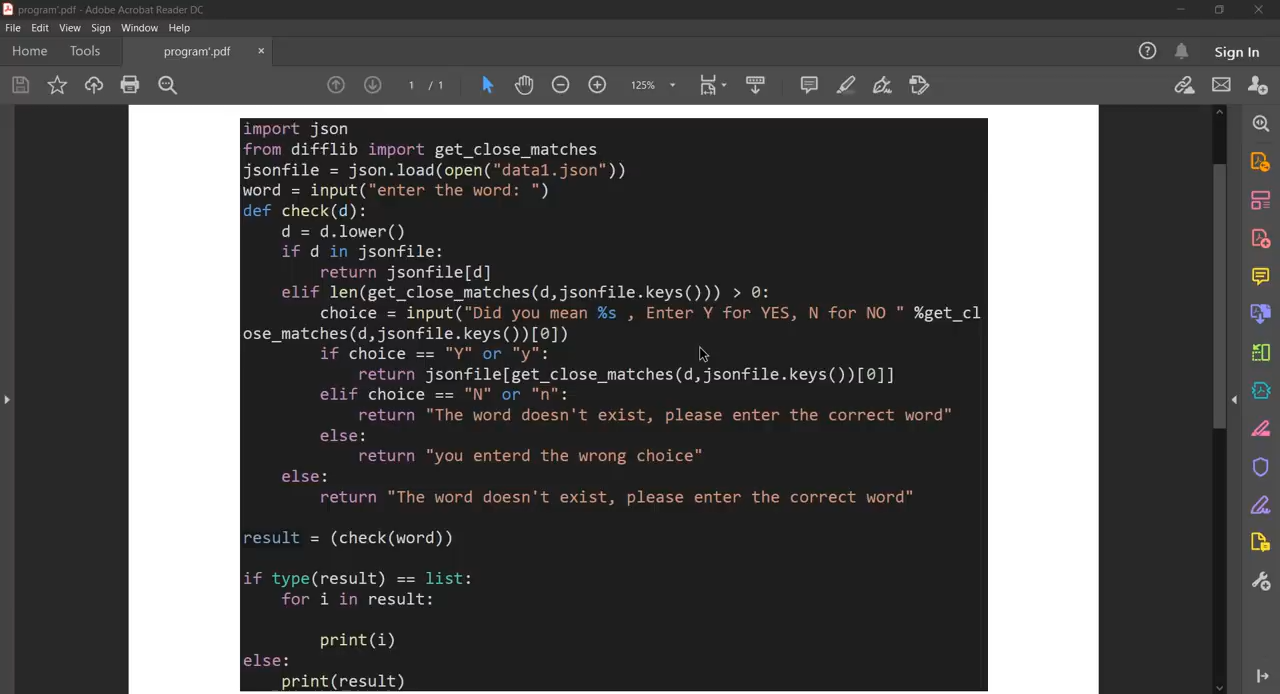 program'.pdf - Adobe Acrobat Reader DC
File Edit View Sign Window Help
Home Tools program'.pdf × Sign In
1 / 1 125%
import json
from difflib import get_close_matches
jsonfile = json.load(open("data1.json"))
word = input("enter the word: ")
def check(d):
    d = d.lower()
    if d in jsonfile:
        return jsonfile[d]
    elif len(get_close_matches(d,jsonfile.keys())) > 0:
        choice = input("Did you mean %s , Enter Y for YES, N for NO " %get_cl
ose_matches(d,jsonfile.keys())[0])
        if choice == "Y" or "y":
            return jsonfile[get_close_matches(d,jsonfile.keys())[0]]
        elif choice == "N" or "n":
            return "The word doesn't exist, please enter the correct word"
        else:
            return "you enterd the wrong choice"
    else:
        return "The word doesn't exist, please enter the correct word"
result = (check(word))
if type(result) == list:
    for i in result:
        print(i)
else:
    print(result)